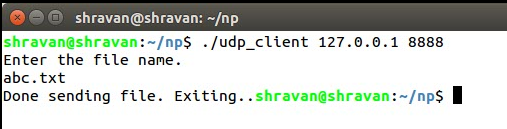 shravan@shravan: ~/np
shravan@shravan:~/np$ ./udp_client 127.0.0.1 8888
Enter the file name.
abc.txt
Done sending file. Exiting..shravan@shravan:~/np$